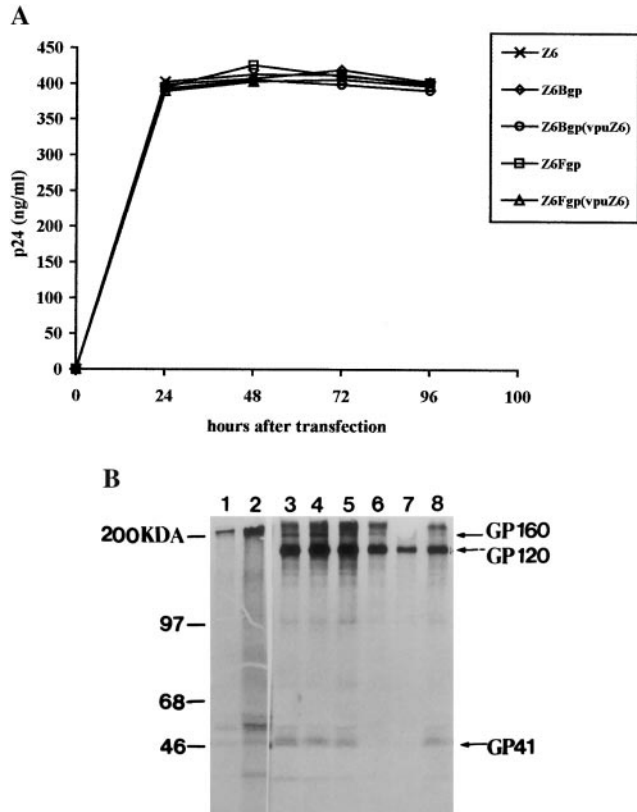 A
450
400
350
300
250
200
150
100
50
0
p24 (ng/ml)
0 24 48 72 96 100
hours after transfection
Z6
Z6Bgp
Z6Bgp(vpuZ6)
Z6Fgp
Z6Fgp(vpuZ6)
B
1 2 3 4 5 6 7 8
200KDA
97
68
46
GP160
GP120
GP41